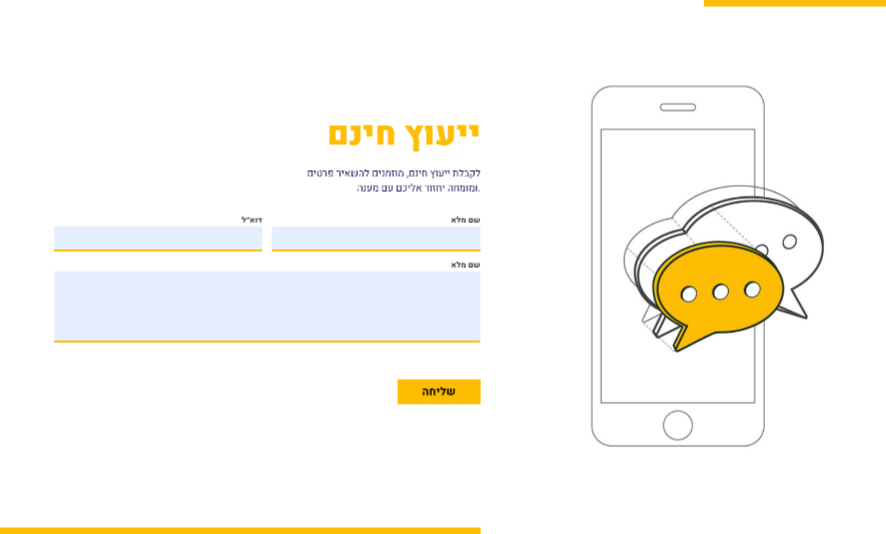 ייעוץ חינם
לקבלת ייעוץ חינם, מוזמנים להשאיר פרטים
ומומחה יחזור אליכם עם מענה.
שם מלא
דוא"ל
שם מלא
שליחה